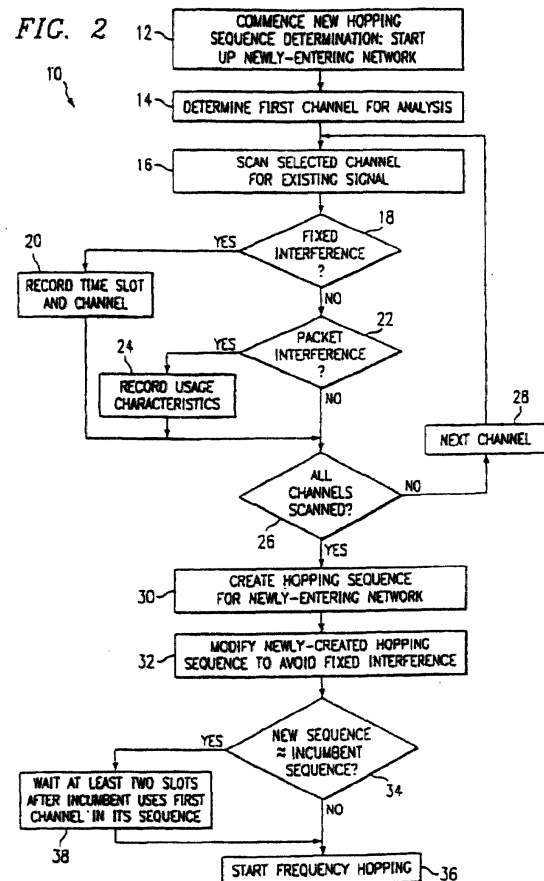 FIG. 2
10
12
COMMENCE NEW HOPPING
SEQUENCE DETERMINATION: START
UP NEWLY-ENTERING NETWORK
14
DETERMINE FIRST CHANNEL FOR ANALYSIS
16
SCAN SELECTED CHANNEL
FOR EXISTING SIGNAL
18
FIXED
INTERFERENCE
?
YES
NO
20
RECORD TIME SLOT
AND CHANNEL
22
PACKET
INTERFERENCE
?
YES
NO
24
RECORD USAGE
CHARACTERISTICS
28
NEXT CHANNEL
ALL
CHANNELS
SCANNED?
26
NO
YES
30
CREATE HOPPING SEQUENCE
FOR NEWLY-ENTERING NETWORK
32
MODIFY NEWLY-CREATED HOPPING
SEQUENCE TO AVOID FIXED INTERFERENCE
NEW SEQUENCE
≈ INCUMBENT
SEQUENCE?
34
YES
NO
WAIT AT LEAST TWO SLOTS
AFTER INCUMBENT USES FIRST
CHANNEL IN ITS SEQUENCE
38
START FREQUENCY HOPPING
36